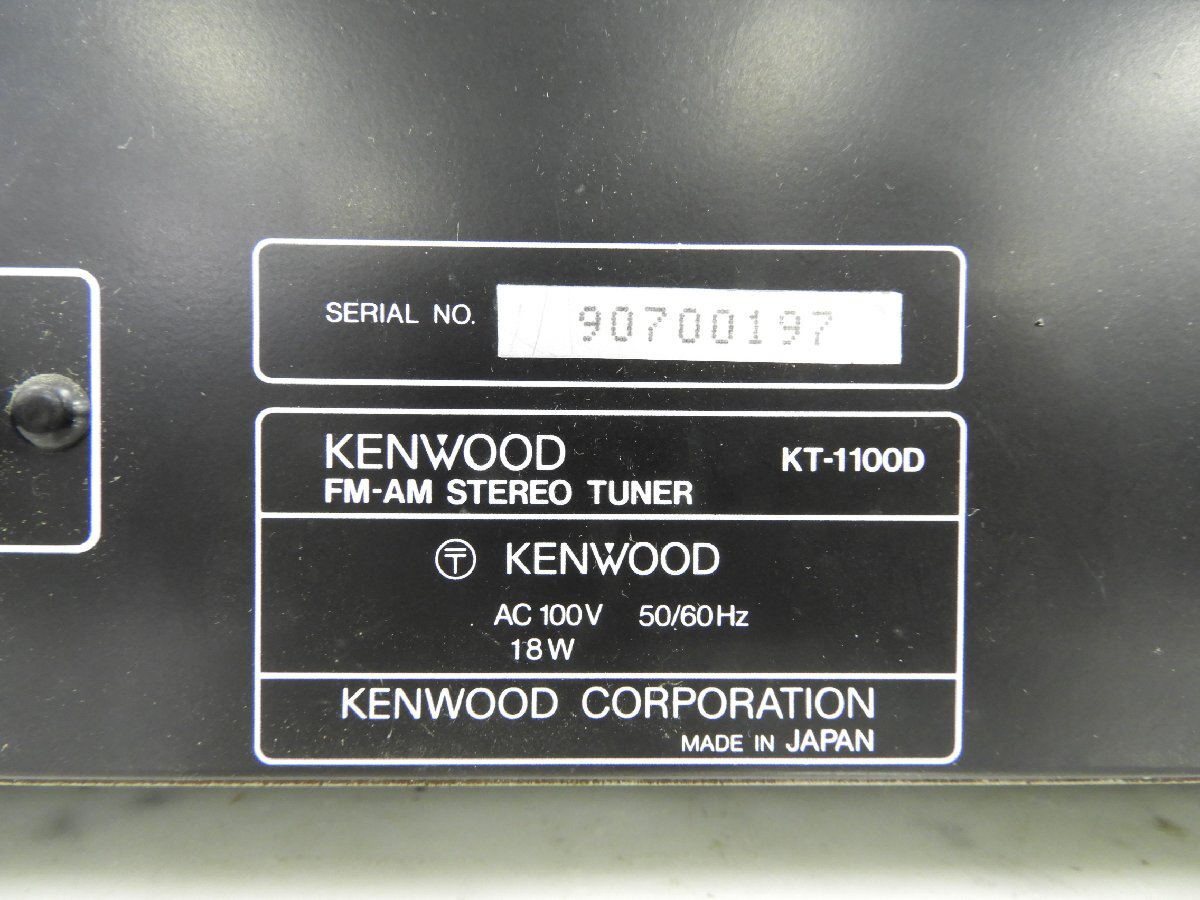 SERIAL NO. 90700197
KENWOOD KT-1100D
FM-AM STEREO TUNER
〒 KENWOOD
AC 100V 50/60Hz
18W
KENWOOD CORPORATION
MADE IN JAPAN